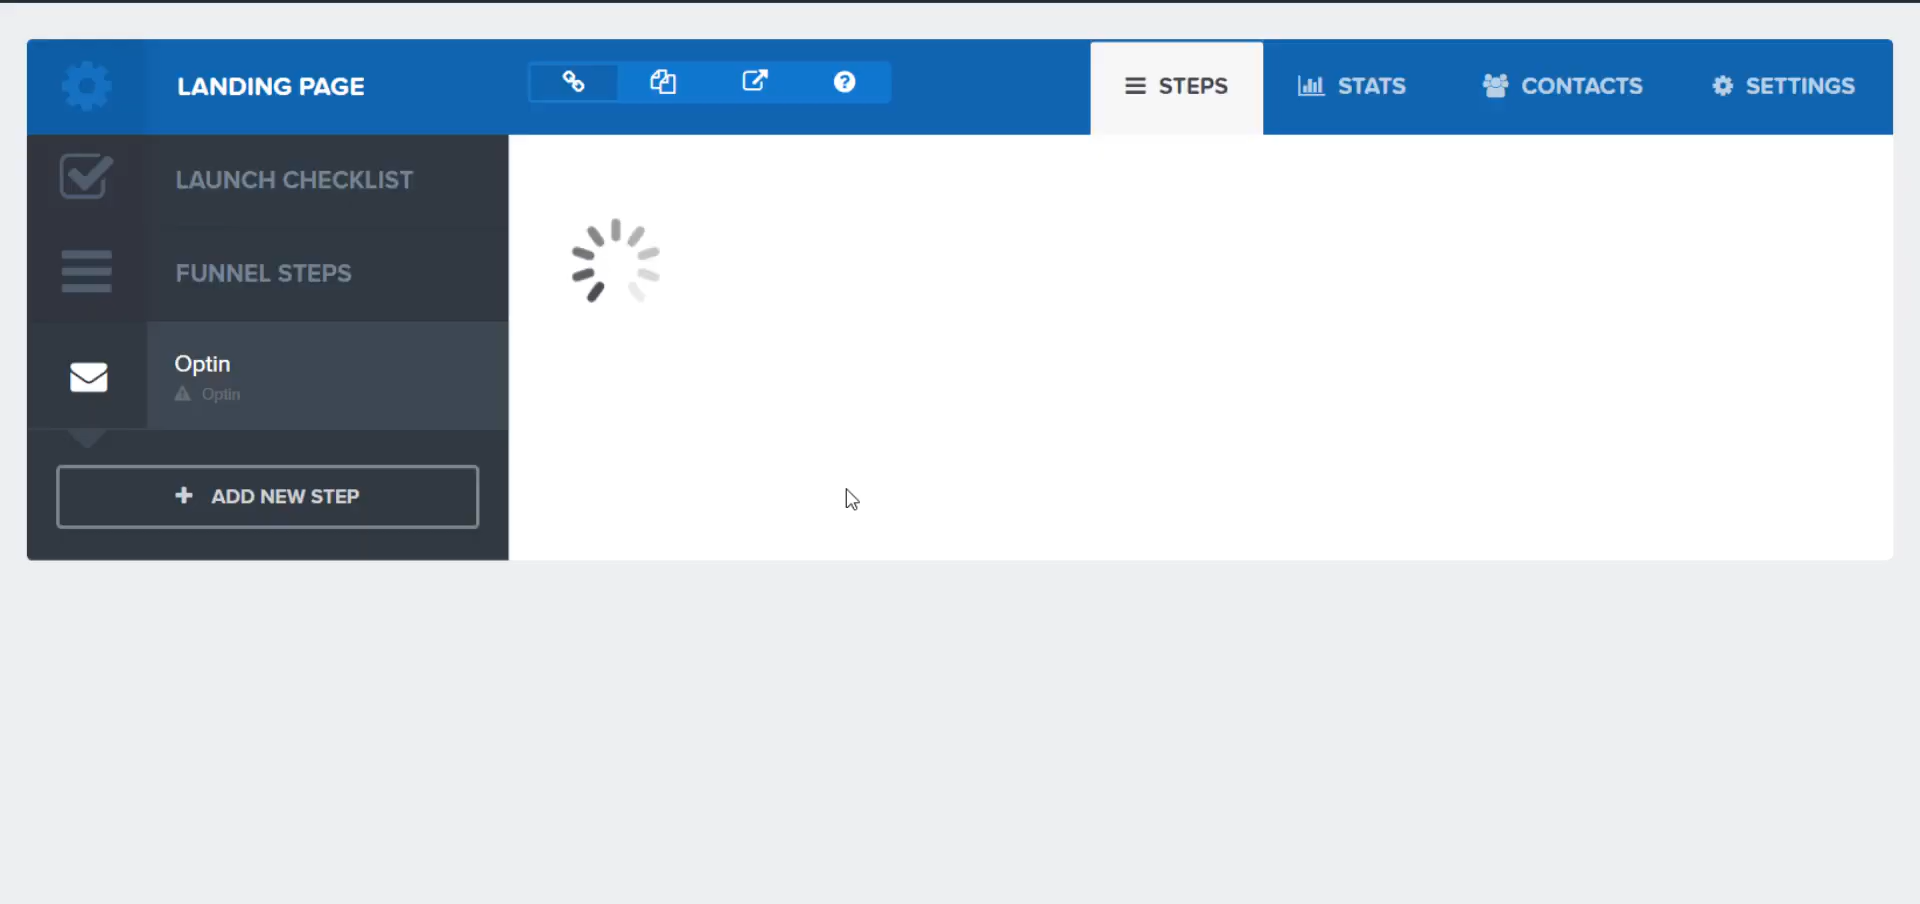 LANDING PAGE
STEPS
STATS
CONTACTS
SETTINGS
LAUNCH CHECKLIST
FUNNEL STEPS
Optin
Optin
ADD NEW STEP